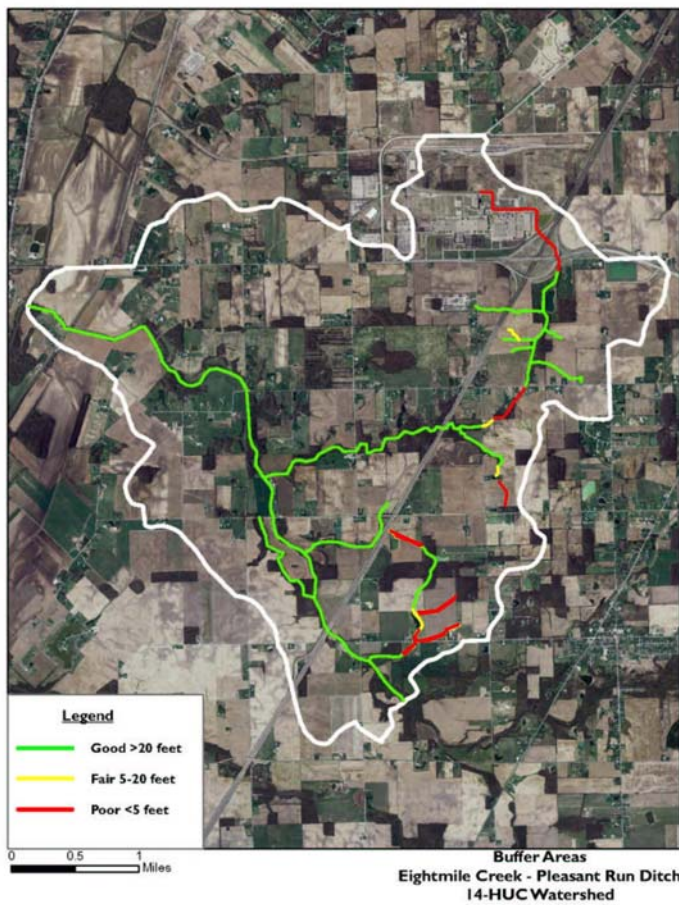 Legend
Good >20 feet
Fair 5-20 feet
Poor <5 feet
0 0.5 1
Miles
Buffer Areas
Eightmile Creek - Pleasant Run Ditch
14-HUC Watershed